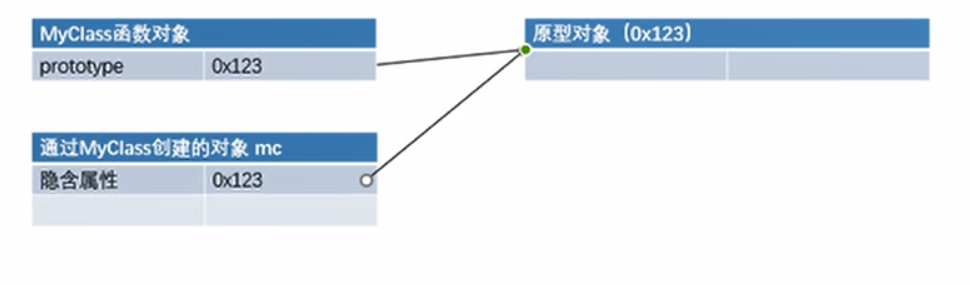 MyClass函数对象
prototype 0x123
原型对象（0x123）
通过MyClass创建的对象 mc
隐含属性 0x123